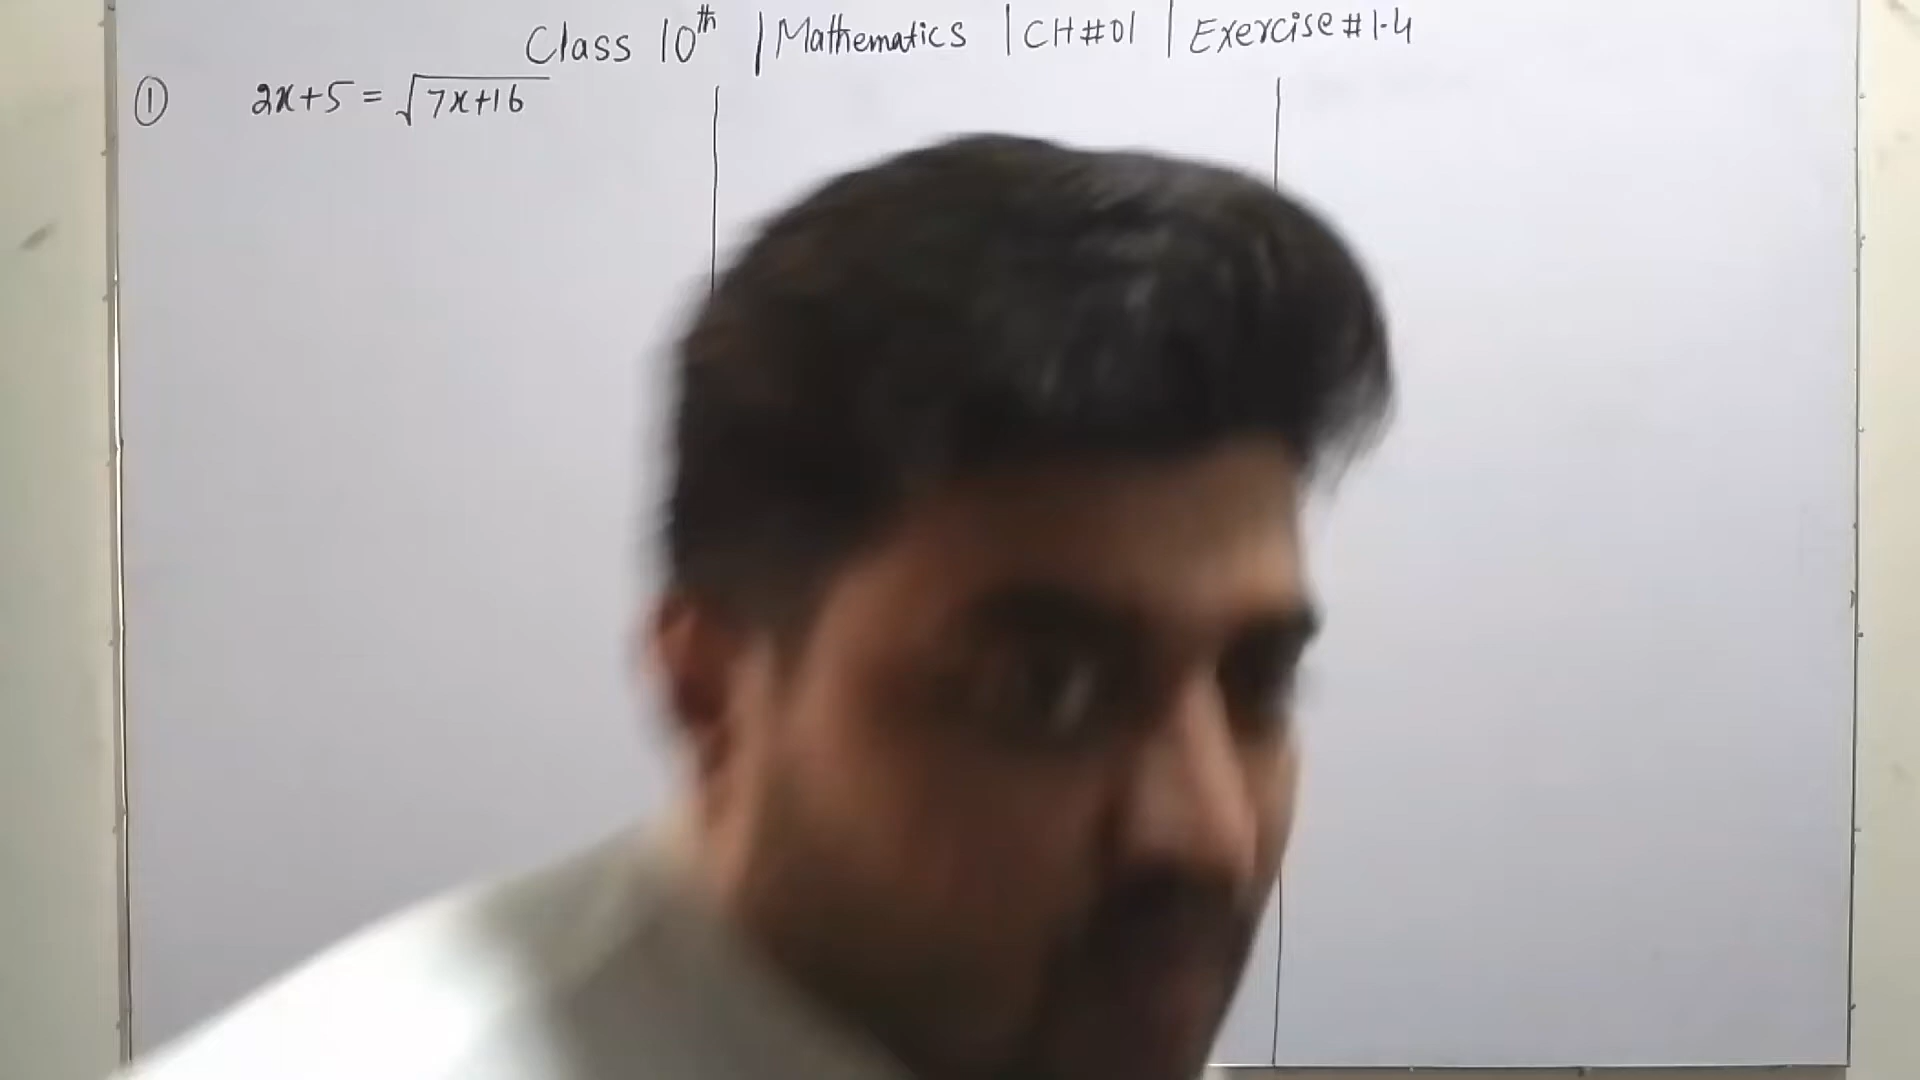 Class 10th | Mathematics | CH#01 | Exercise #1.4
① 2x+5 = √7x+16